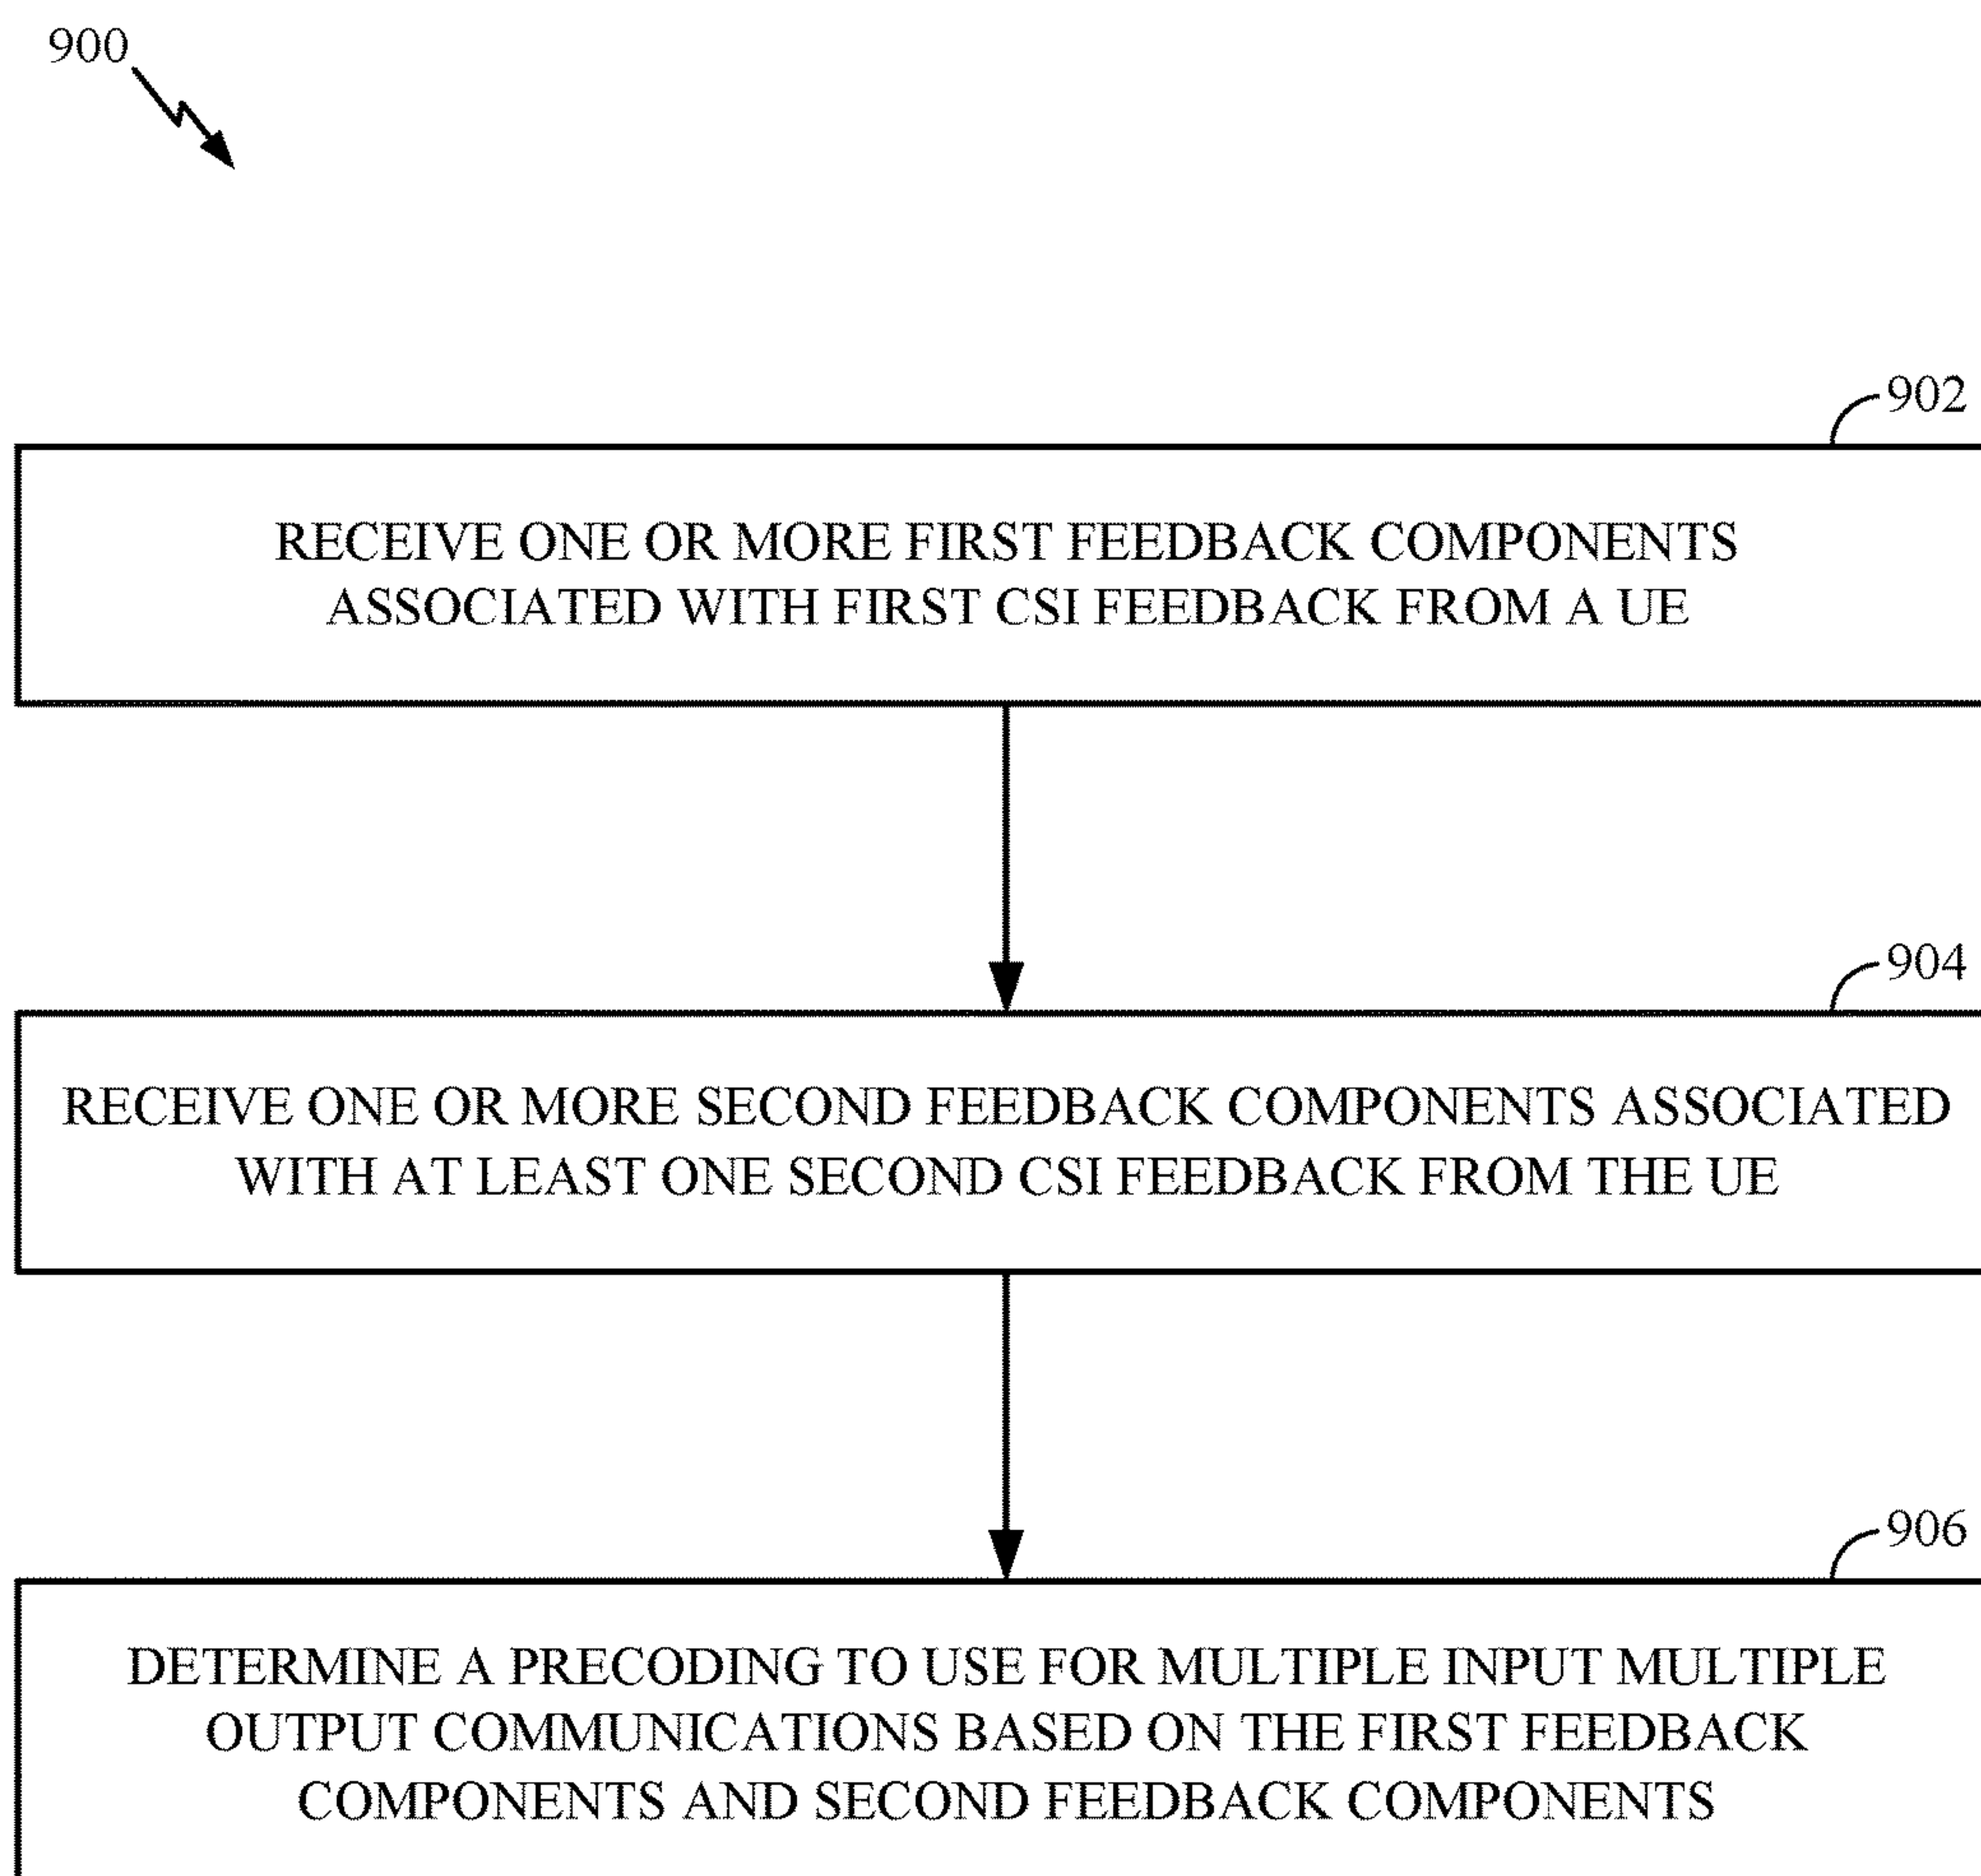 900
902
RECEIVE ONE OR MORE FIRST FEEDBACK COMPONENTS
ASSOCIATED WITH FIRST CSI FEEDBACK FROM A UE
904
RECEIVE ONE OR MORE SECOND FEEDBACK COMPONENTS ASSOCIATED
WITH AT LEAST ONE SECOND CSI FEEDBACK FROM THE UE
906
DETERMINE A PRECODING TO USE FOR MULTIPLE INPUT MULTIPLE
OUTPUT COMMUNICATIONS BASED ON THE FIRST FEEDBACK
COMPONENTS AND SECOND FEEDBACK COMPONENTS